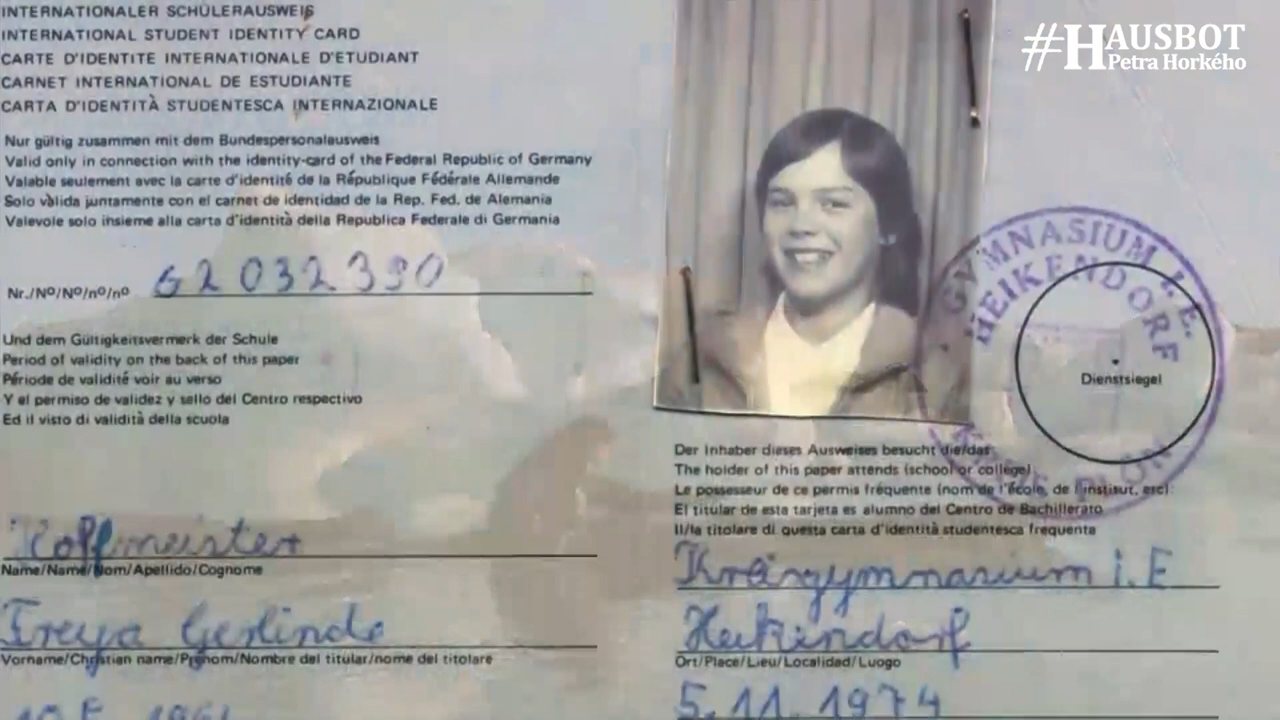 INTERNATIONALER SCHÜLERAUSWEIS
INTERNATIONAL STUDENT IDENTITY CARD
CARTE D'IDENTITE INTERNATIONALE D'ETUDIANT
CARNET INTERNATIONAL DE ESTUDIANTE
CARTA D'IDENTITÀ STUDENTESCA INTERNAZIONALE
Nur gültig zusammen mit dem Bundespersonalausweis
Valid only in connection with the identity-card of the Federal Republic of Germany
Valable seulement avec la carte d'identité de la République Fédérale Allemande
Solo vàlida juntamente con el carnet de identidad de la Rep. Fed. de Alemania
Valevole solo insieme alla carta d'identità della Republica Federale di Germania
Nr./Nº/Nº/nº/nº G2032390
Und dem Gültigkeitsvermerk der Schule
Period of validity on the back of this paper
Période de validité voir au verso
Y el permiso de validez y sello del Centro respectivo
Ed il visto di validità della scuola
Hoffmeister
Name/Name/Nom/Apellido/Cognome
Freya Gerlinde
Vorname/Christian name/Prénom/Nombre del titular/nome del titolare
#HAUSBOT
Petra Horkého
GYMNASIUM i. E.
HEIKENDORF
KREIS PLÖN
Dienstsiegel
Der Inhaber dieses Ausweises besucht die/das
The holder of this paper attends (school or college)
Le possesseur de ce permis fréquente (nom de l'école, de l'institut, etc)
El titular de esta tarjeta es alumno del Centro de Bachillerato
Il/la titolare di questa carta d'identità studentesca frequenta
i. E
Heikendorf
Ort/Place/Lieu/Localidad/Luogo
5. 11. 1974